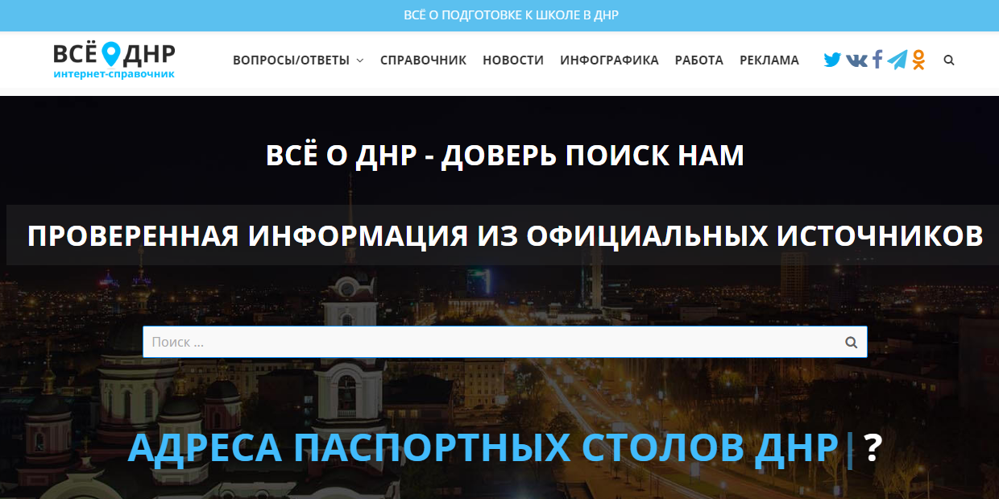 ВСЁ О ПОДГОТОВКЕ К ШКОЛЕ В ДНР
ВСЁ ДНР
интернет-справочник
ВОПРОСЫ/ОТВЕТЫ СПРАВОЧНИК НОВОСТИ ИНФОГРАФИКА РАБОТА РЕКЛАМА
ВСЁ О ДНР - ДОВЕРЬ ПОИСК НАМ
ПРОВЕРЕННАЯ ИНФОРМАЦИЯ ИЗ ОФИЦИАЛЬНЫХ ИСТОЧНИКОВ
Поиск ...
АДРЕСА ПАСПОРТНЫХ СТОЛОВ ДНР| ?